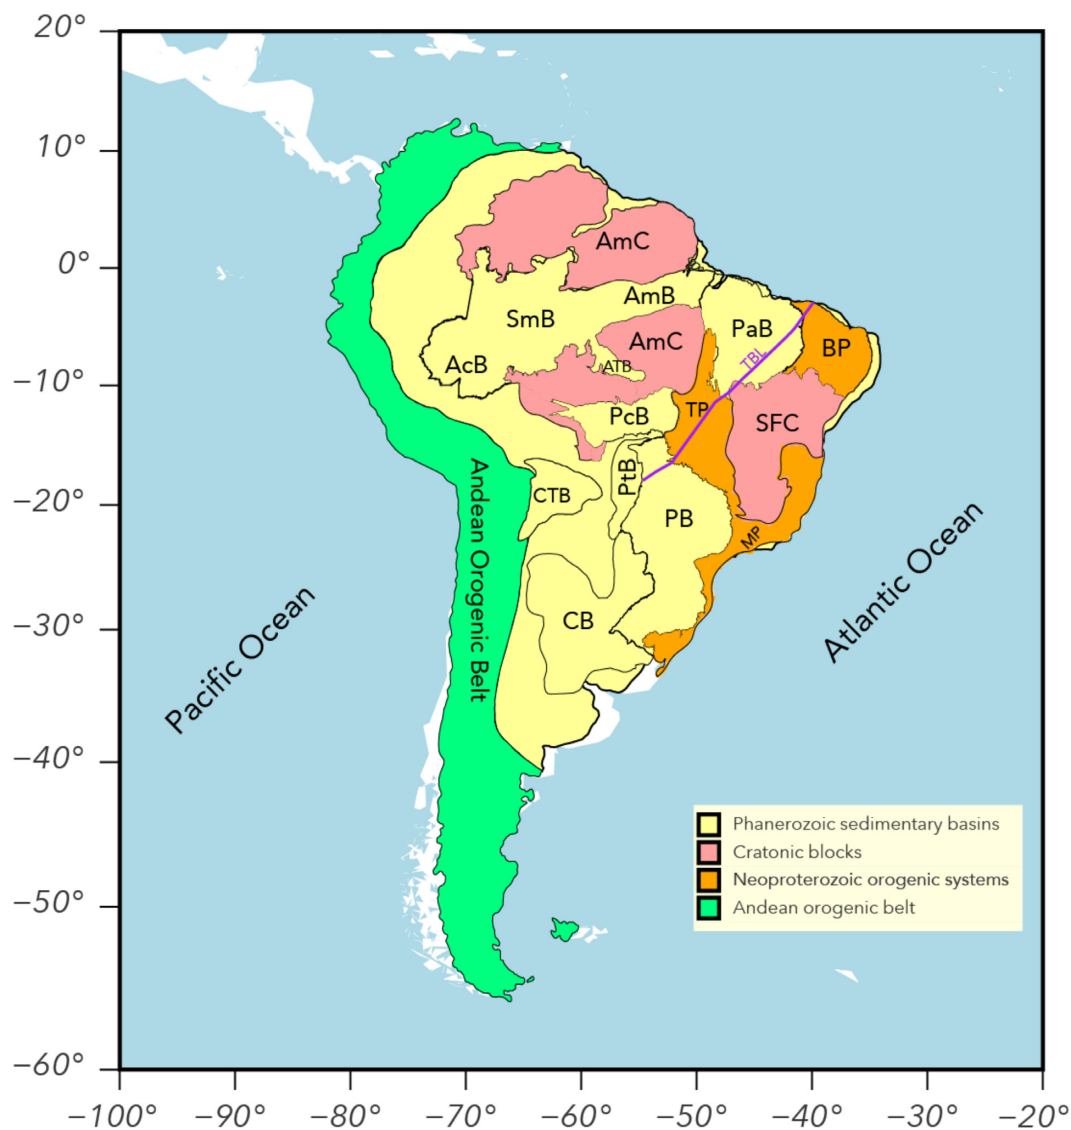 20°
10°
0°
−10°
−20°
−30°
−40°
−50°
−60°
−100°
−90°
−80°
−70°
−60°
−50°
−40°
−30°
−20°
AmC
AmB
SmB
PaB
BP
AmC
TBL
AcB
ATB
TP
PcB
SFC
PtB
CTB
PB
MP
CB
Andean Orogenic Belt
Pacific Ocean
Atlantic Ocean
Phanerozoic sedimentary basins
Cratonic blocks
Neoproterozoic orogenic systems
Andean orogenic belt